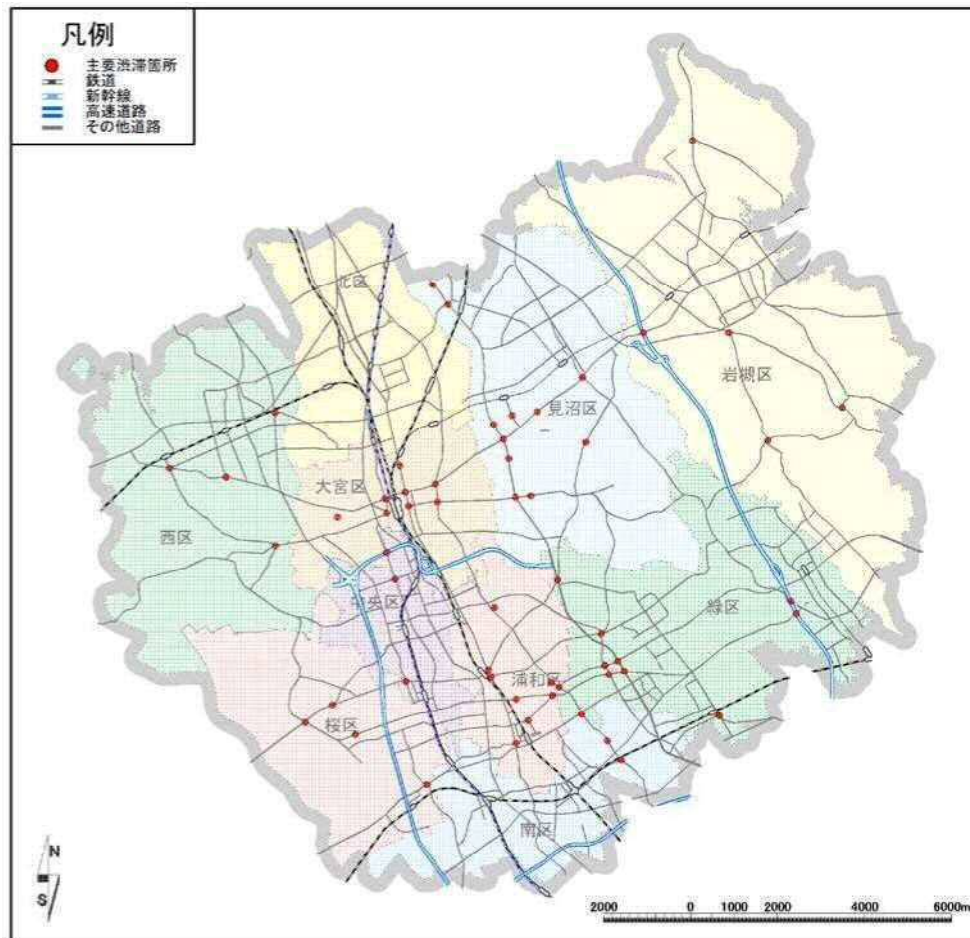 凡例
主要渋滞箇所
鉄道
新幹線
高速道路
その他道路
北区
岩槻区
見沼区
大宮区
西区
中央区
緑区
浦和区
桜区
南区
N
S
2000 0 1000 2000 4000 6000m